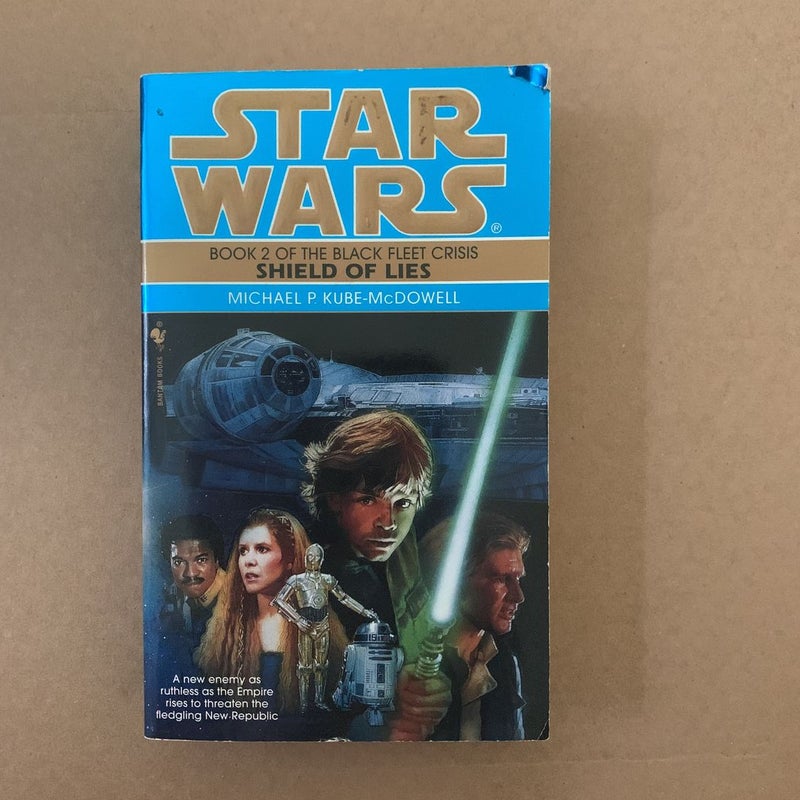 STAR
WARS®
BOOK 2 OF THE BLACK FLEET CRISIS
SHIELD OF LIES
MICHAEL P. KUBE-McDOWELL
BANTAM BOOKS
®
A new enemy as
ruthless as the Empire
rises to threaten the
fledgling New Republic